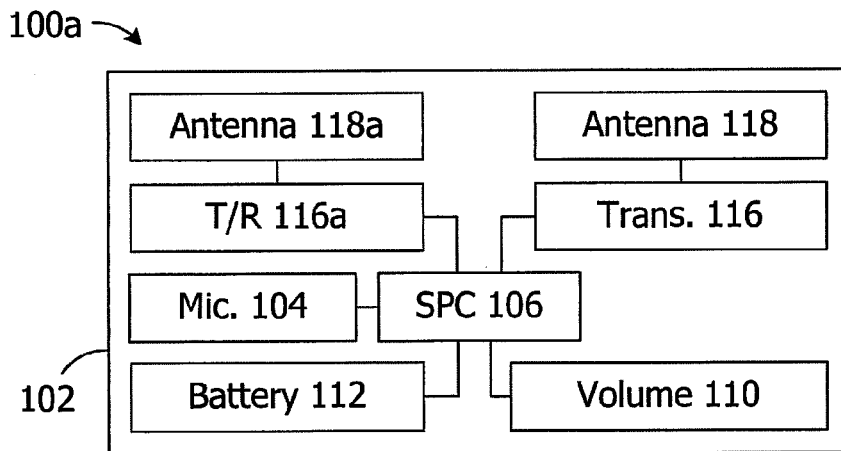 100a
Antenna 118a
Antenna 118
T/R 116a
Trans. 116
Mic. 104
SPC 106
102
Battery 112
Volume 110